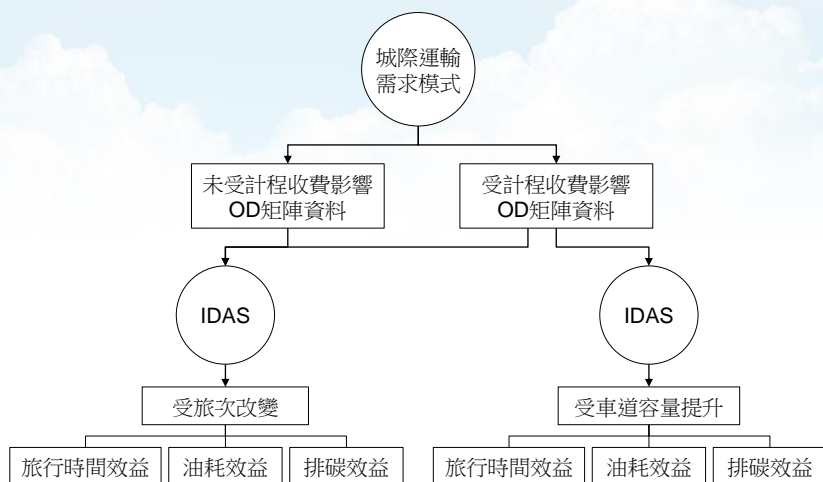 城際運輸
需求模式
未受計程收費影響
OD矩陣資料
受計程收費影響
OD矩陣資料
IDAS
IDAS
受旅次改變
受車道容量提升
旅行時間效益
油耗效益
排碳效益
旅行時間效益
油耗效益
排碳效益